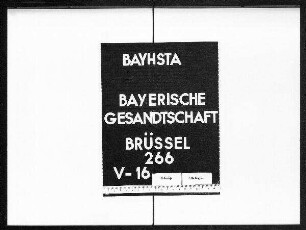 BAYHSTA
BAYERISCHE
GESANDTSCHAFT
BRÜSSEL
266
V-16